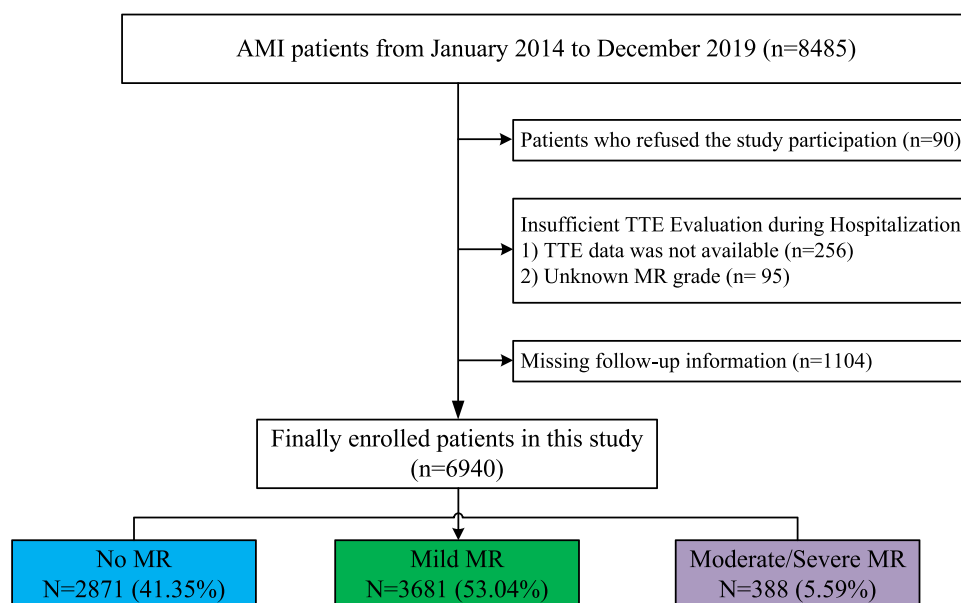 AMI patients from January 2014 to December 2019 (n=8485)
Patients who refused the study participation (n=90)
Insufficient TTE Evaluation during Hospitalization
1) TTE data was not available (n=256)
2) Unknown MR grade (n= 95)
Missing follow-up information (n=1104)
Finally enrolled patients in this study
(n=6940)
No MR
N=2871 (41.35%)
Mild MR
N=3681 (53.04%)
Moderate/Severe MR
N=388 (5.59%)